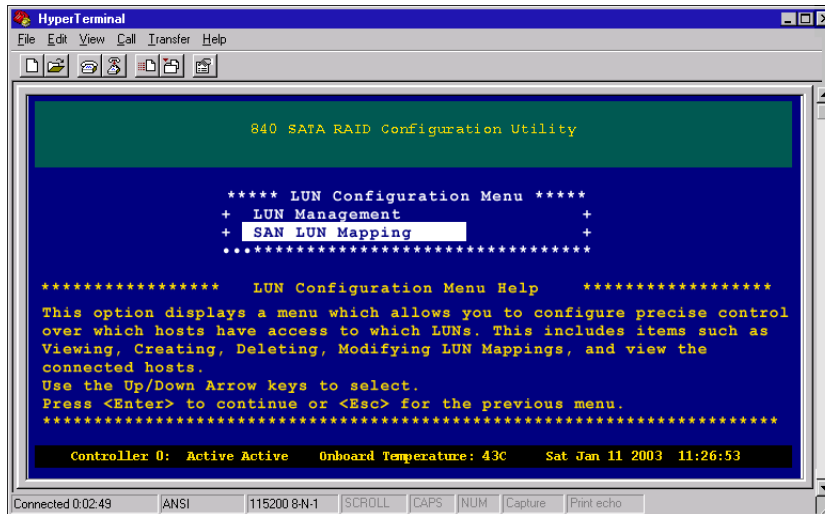 HyperTerminal
File Edit View Call Transfer Help
840 SATA RAID Configuration Utility
***** LUN Configuration Menu *****
+ LUN Management +
+ SAN LUN Mapping +
•••*********************************
***************** LUN Configuration Menu Help ******************
This option displays a menu which allows you to configure precise control
over which hosts have access to which LUNs. This includes items such as
Viewing, Creating, Deleting, Modifying LUN Mappings, and view the
connected hosts.
Use the Up/Down Arrow keys to select.
Press <Enter> to continue or <Esc> for the previous menu.
**************************************************************************
Controller 0: Active Active Onboard Temperature: 43C Sat Jan 11 2003 11:26:53
Connected 0:02:49 ANSI 115200 8-N-1 SCROLL CAPS NUM Capture Print echo